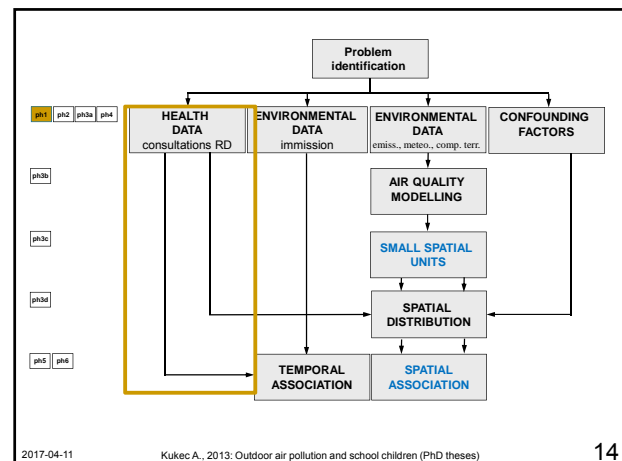 Problem
identification
ph1 ph2 ph3a ph4
HEALTH
DATA
consultations RD
ENVIRONMENTAL
DATA
immission
ENVIRONMENTAL
DATA
emiss., meteo., comp. terr.
CONFOUNDING
FACTORS
ph3b
AIR QUALITY
MODELLING
ph3c
SMALL SPATIAL
UNITS
ph3d
SPATIAL
DISTRIBUTION
ph5 ph6
TEMPORAL
ASSOCIATION
SPATIAL
ASSOCIATION
2017-04-11
Kukec A., 2013: Outdoor air pollution and school children (PhD theses)
14